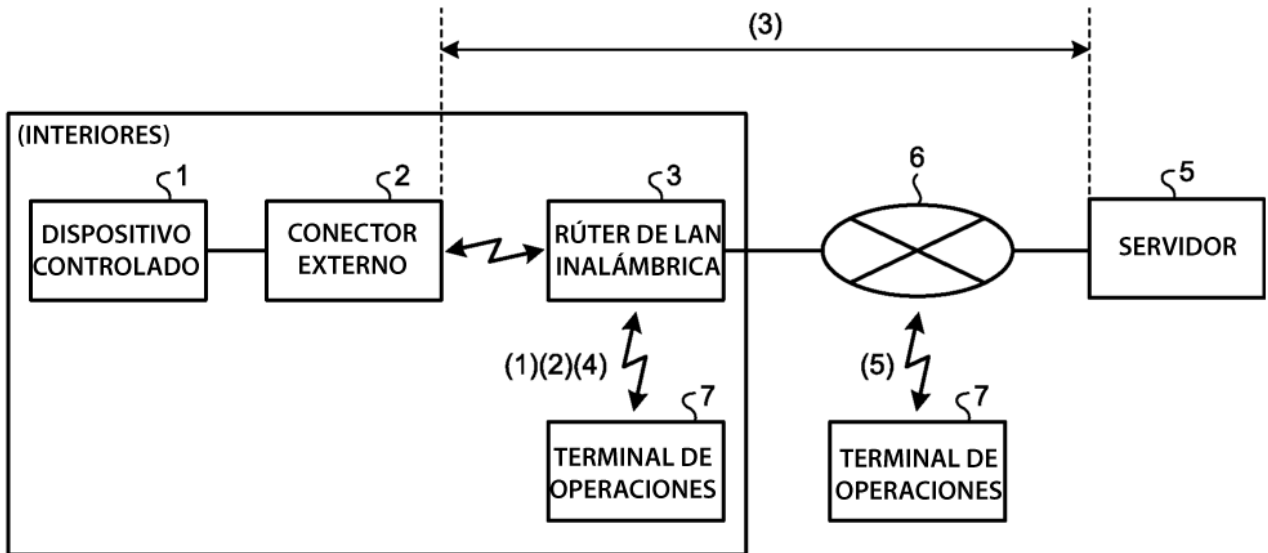 (3)
(INTERIORES)
1
2
3
6
5
DISPOSITIVO
CONTROLADO
CONECTOR
EXTERNO
RÚTER DE LAN
INALÁMBRICA
SERVIDOR
(1)(2)(4)
(5)
7
7
TERMINAL DE
OPERACIONES
TERMINAL DE
OPERACIONES